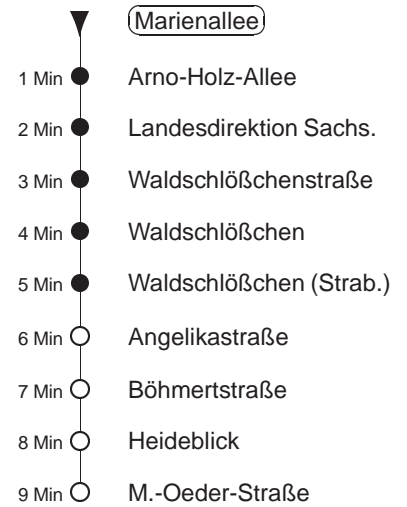 Marienallee
1 Min Arno-Holz-Allee
2 Min Landesdirektion Sachs.
3 Min Waldschlößchenstraße
4 Min Waldschlößchen
5 Min Waldschlößchen (Strab.)
6 Min Angelikastraße
7 Min Böhmertstraße
8 Min Heideblick
9 Min M.-Oeder-Straße